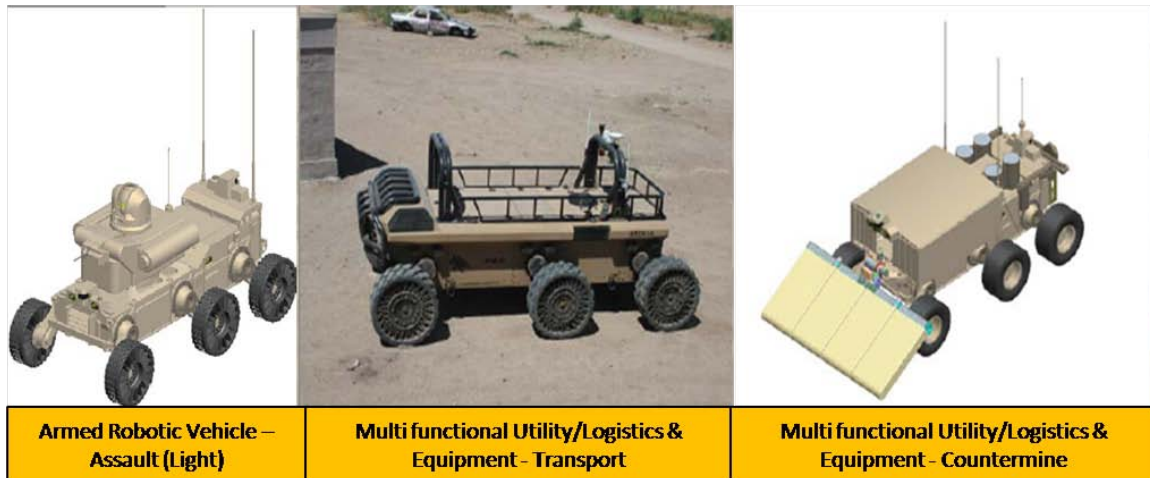 Armed Robotic Vehicle –
Assault (Light)
Multi functional Utility/Logistics &
Equipment - Transport
Multi functional Utility/Logistics &
Equipment - Countermine